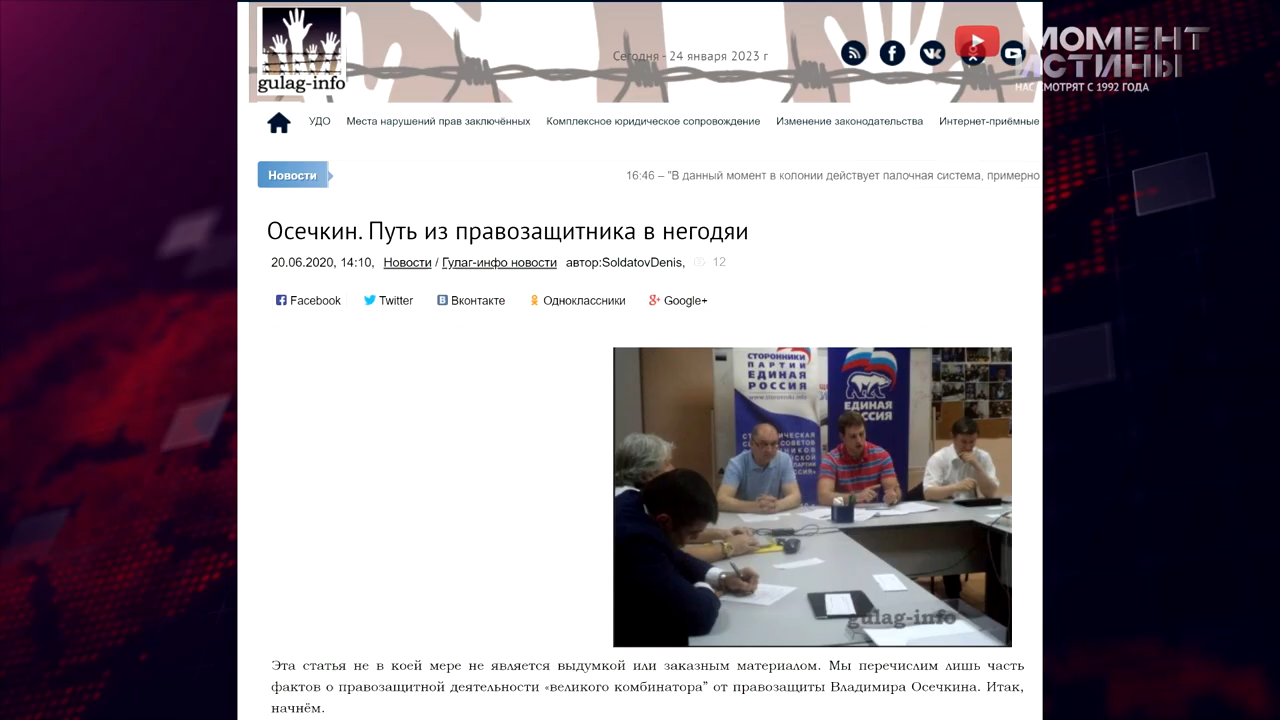 МОМЕНТ
ИСТИНЫ
НАС СМОТРЯТ С 1992 ГОДА
gulag-info
Сегодня - 24 января 2023 г
УДО Места нарушений прав заключённых Комплексное юридическое сопровождение Изменение законодательства Интернет-приёмные
Новости
16:46 – "В данный момент в колонии действует палочная система, примерно
Осечкин. Путь из правозащитника в негодяи
20.06.2020, 14:10, Новости / Гулаг-инфо новости автор:SoldatovDenis, 12
Facebook Twitter Вконтакте Одноклассники Google+
СТОРОННИКИ
ПАРТИИ
ЕДИНАЯ
РОССИЯ
ЕДИНАЯ
РОССИЯ
gulag-info
Эта статья не в коей мере не является выдумкой или заказным материалом. Мы перечислим лишь часть
фактов о правозащитной деятельности «великого комбинатора” от правозащиты Владимира Осечкина. Итак,
начнём.